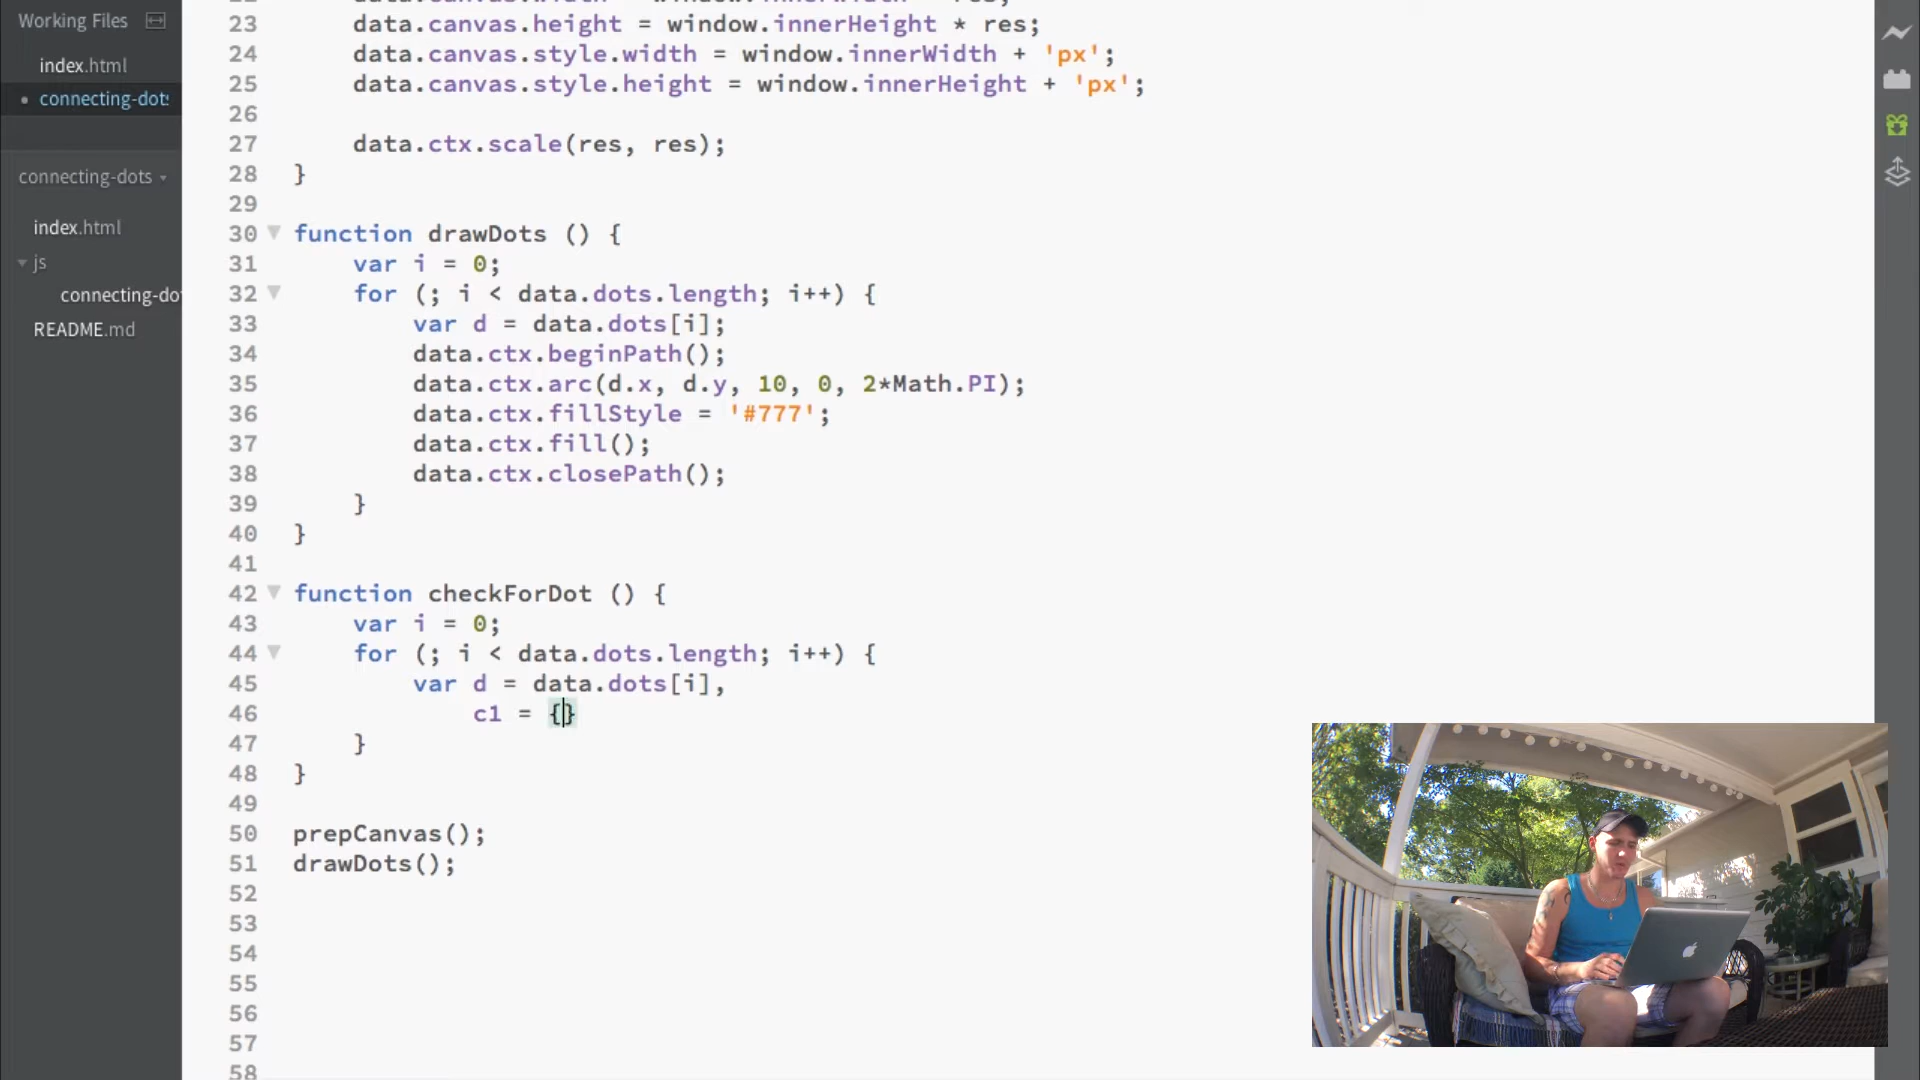 Working Files
index.html
connecting-dots
connecting-dots
index.html
js
connecting-do
README.md
23 data.canvas.height = window.innerHeight * res;
24 data.canvas.style.width = window.innerWidth + 'px';
25 data.canvas.style.height = window.innerHeight + 'px';
26
27 data.ctx.scale(res, res);
28 }
29
30 function drawDots () {
31 var i = 0;
32 for (; i < data.dots.length; i++) {
33 var d = data.dots[i];
34 data.ctx.beginPath();
35 data.ctx.arc(d.x, d.y, 10, 0, 2*Math.PI);
36 data.ctx.fillStyle = '#777';
37 data.ctx.fill();
38 data.ctx.closePath();
39 }
40 }
41
42 function checkForDot () {
43 var i = 0;
44 for (; i < data.dots.length; i++) {
45 var d = data.dots[i],
46 c1 = {}
47 }
48 }
49
50 prepCanvas();
51 drawDots();
52
53
54
55
56
57
58